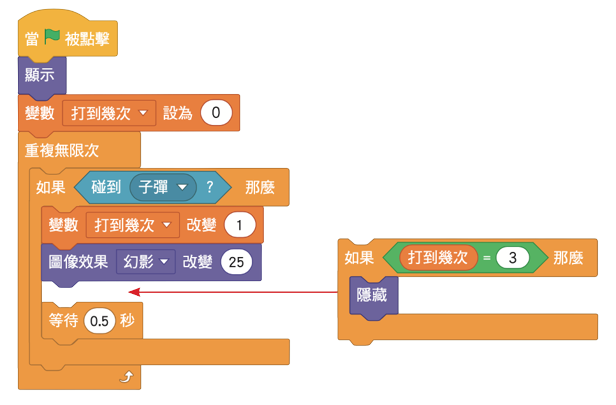 當 被點擊
顯示
變數 打到幾次 設為 0
重複無限次
如果 碰到 子彈 ? 那麼
變數 打到幾次 改變 1
圖像效果 幻影 改變 25
等待 0.5 秒
如果 打到幾次 = 3 那麼
隱藏